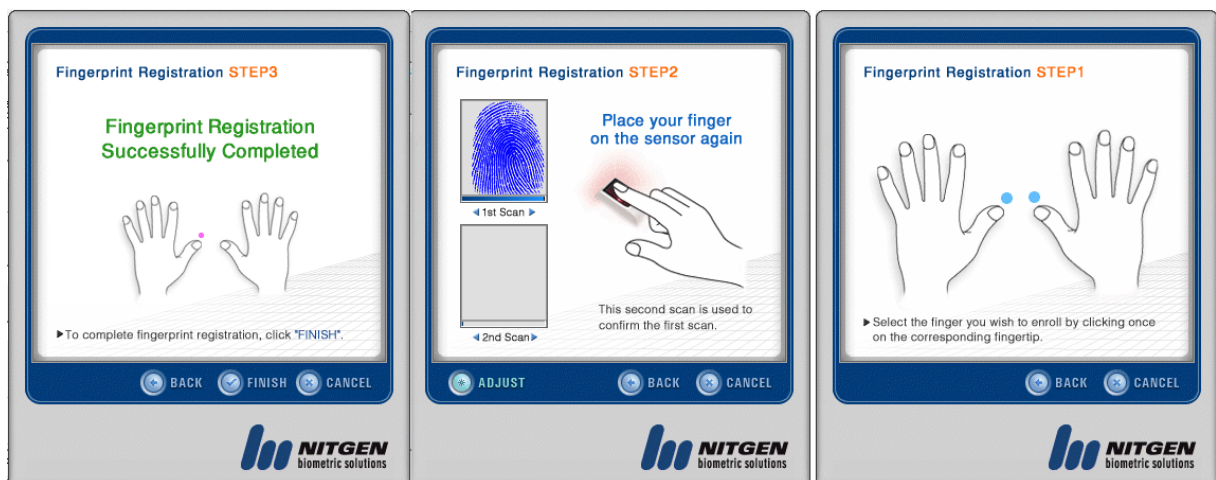 Fingerprint Registration STEP3
Fingerprint Registration
Successfully Completed
▶To complete fingerprint registration, click "FINISH".
BACK
FINISH
CANCEL
NITGEN
biometric solutions
Fingerprint Registration STEP2
Place your finger
on the sensor again
◀ 1st Scan ▶
This second scan is used to
confirm the first scan.
◀ 2nd Scan▶
ADJUST
BACK
CANCEL
NITGEN
biometric solutions
Fingerprint Registration STEP1
▶ Select the finger you wish to enroll by clicking once
on the corresponding fingertip.
BACK
CANCEL
NITGEN
biometric solutions